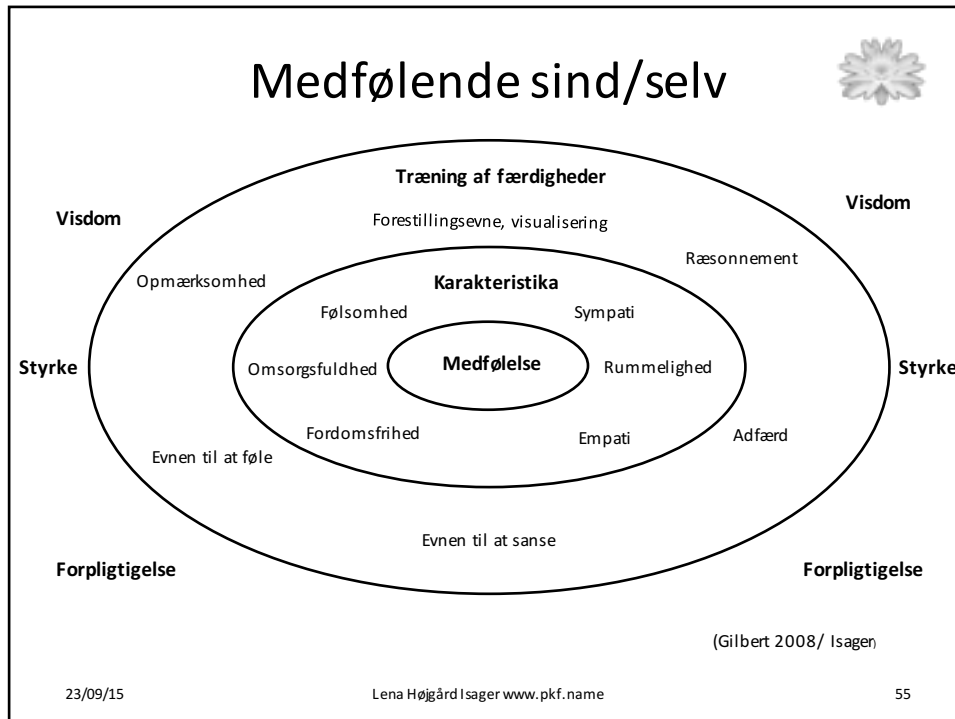 Medfølende sind/selv
Træning af færdigheder
Visdom
Visdom
Forestillingsevne, visualisering
Ræsonnement
Opmærksomhed
Karakteristika
Følsomhed
Sympati
Styrke
Omsorgsfuldhed
Medfølelse
Rummelighed
Styrke
Fordomsfrihed
Empati
Adfærd
Evnen til at føle
Evnen til at sanse
Forpligtigelse
Forpligtigelse
(Gilbert 2008/ Isager)
23/09/15
Lena Højgård Isager www.pkf.name
55